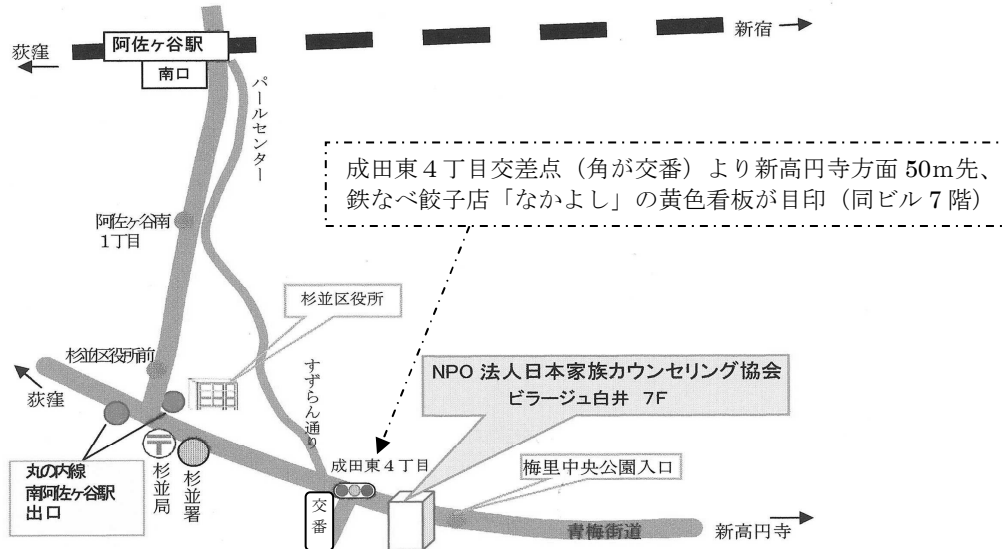 阿佐ヶ谷駅
南口
荻窪
新宿
パールセンター
成田東４丁目交差点（角が交番）より新高円寺方面 50ｍ先、
鉄なべ餃子店「なかよし」の黄色看板が目印（同ビル 7 階）
阿佐ヶ谷南
１丁目
杉並区役所
杉並区役所前
荻窪
すずらん通り
NPO 法人日本家族カウンセリング協会
ビラージュ白井 7F
丸の内線
南阿佐ヶ谷駅
出口
杉並局
杉並署
成田東４丁目
交番
梅里中央公園入口
青梅街道
新高円寺